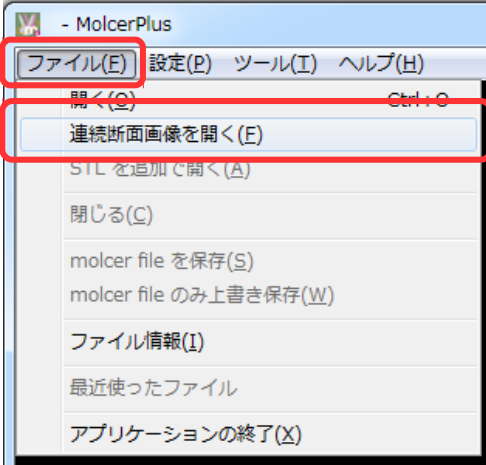 - MolcerPlus
ファイル(F) 設定(P) ツール(T) ヘルプ(H)
開く(O) Ctrl+O
連続断面画像を開く(F)
STL を追加で開く(A)
閉じる(C)
molcer file を保存(S)
molcer file のみ上書き保存(W)
ファイル情報(I)
最近使ったファイル
アプリケーションの終了(X)